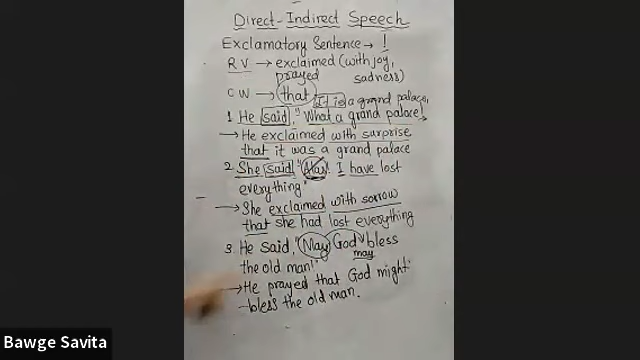 Direct-Indirect Speech
Exclamatory Sentence → !
R V → exclaimed (with joy,
prayed sadness)
C W → that
It is a grand palace,
1. He said, "What a grand palace!
→ He exclaimed with surprise
that it was a grand palace
2. She said "Alas! I have lost
everything"
→ She exclaimed with sorrow
that she had lost everything
3. He said, "May God bless
may
the old man!"
→ He prayed that God might
bless the old man.
Bawge Savita